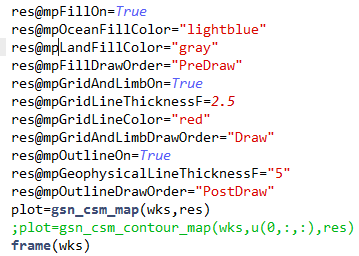 res@mpFillOn=True
res@mpOceanFillColor="lightblue"
res@mpLandFillColor="gray"
res@mpFillDrawOrder="PreDraw"
res@mpGridAndLimbOn=True
res@mpGridLineThicknessF=2.5
res@mpGridLineColor="red"
res@mpGridAndLimbDrawOrder="Draw"
res@mpOutlineOn=True
res@mpGeophysicalLineThicknessF="5"
res@mpOutlineDrawOrder="PostDraw"
plot=gsn_csm_map(wks,res)
;plot=gsn_csm_contour_map(wks,u(0,:,:),res)
frame(wks)